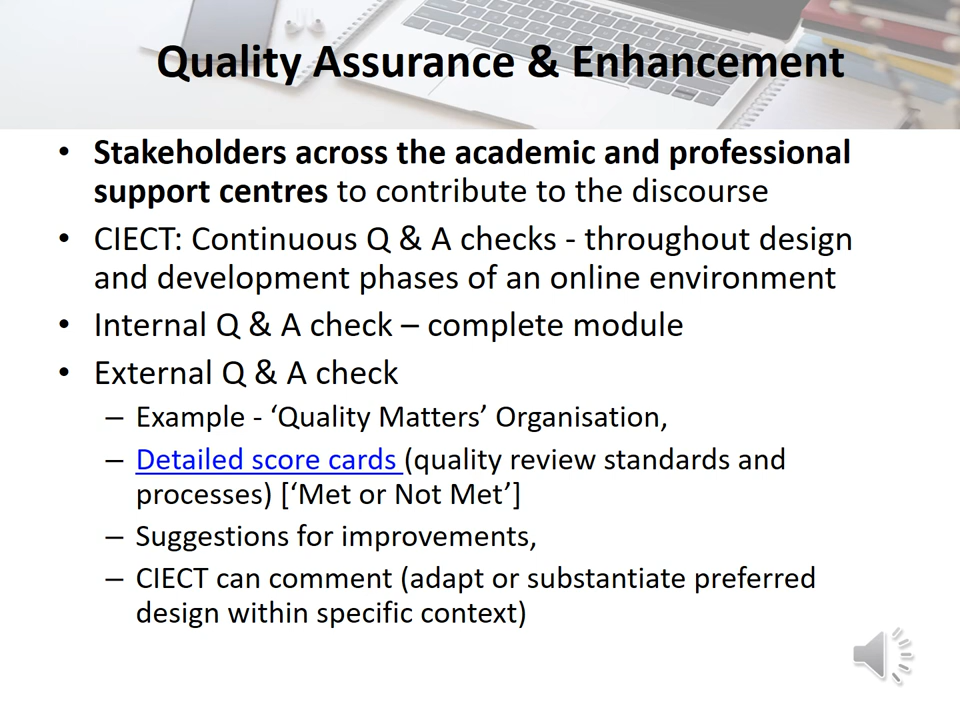 Quality Assurance & Enhancement
• Stakeholders across the academic and professional
support centres to contribute to the discourse
• CIECT: Continuous Q & A checks - throughout design
and development phases of an online environment
• Internal Q & A check – complete module
• External Q & A check
– Example - ‘Quality Matters’ Organisation,
– Detailed score cards (quality review standards and
processes) [‘Met or Not Met’]
– Suggestions for improvements,
– CIECT can comment (adapt or substantiate preferred
design within specific context)